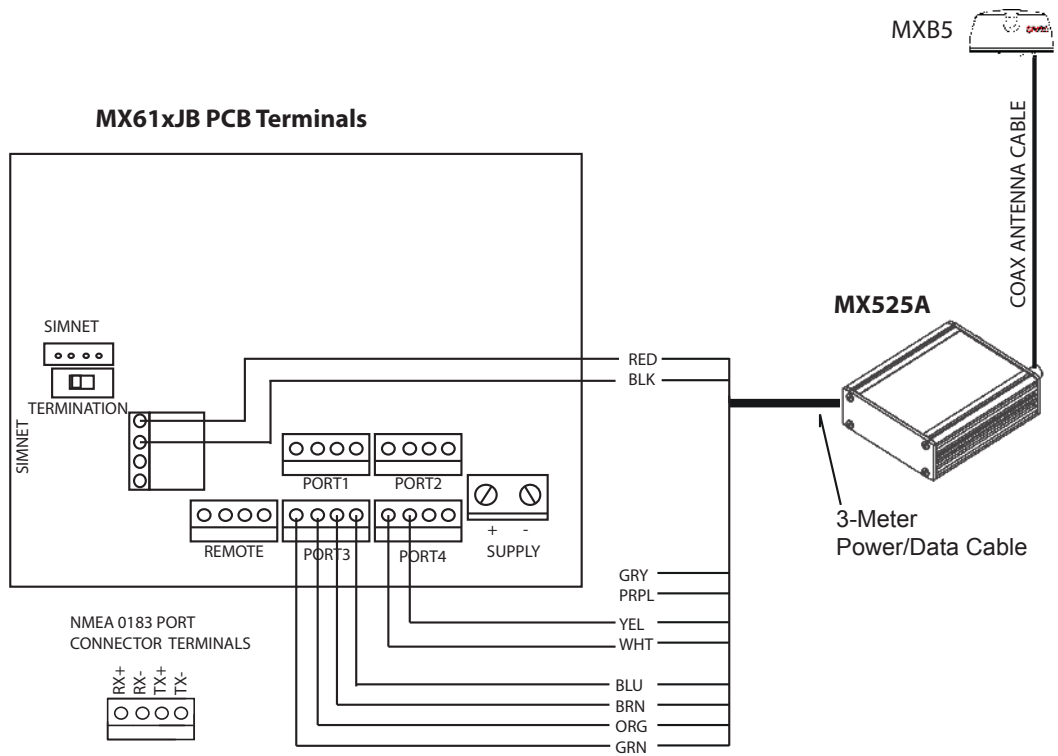 MXB5
MX61xJB PCB Terminals
COAX ANTENNA CABLE
MX525A
SIMNET
TERMINATION
SIMNET
RED
BLK
PORT1
PORT2
REMOTE
PORT3
PORT4
+ -
SUPPLY
3-Meter
Power/Data Cable
GRY
PRPL
YEL
WHT
NMEA 0183 PORT
CONNECTOR TERMINALS
RX+
RX-
TX+
TX-
BLU
BRN
ORG
GRN